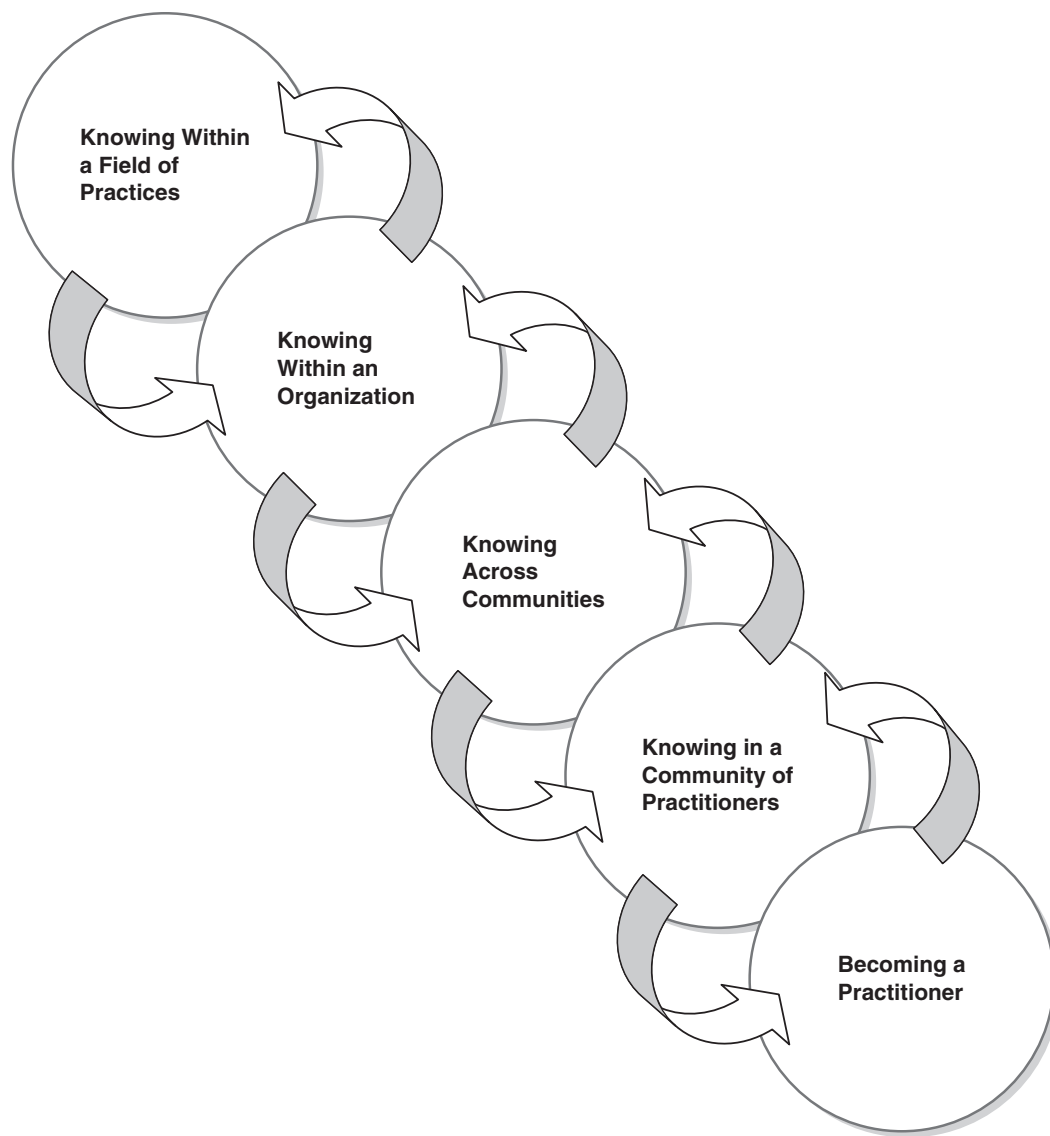 Knowing Within
a Field of
Practices
Knowing
Within an
Organization
Knowing
Across
Communities
Knowing in a
Community of
Practitioners
Becoming a
Practitioner